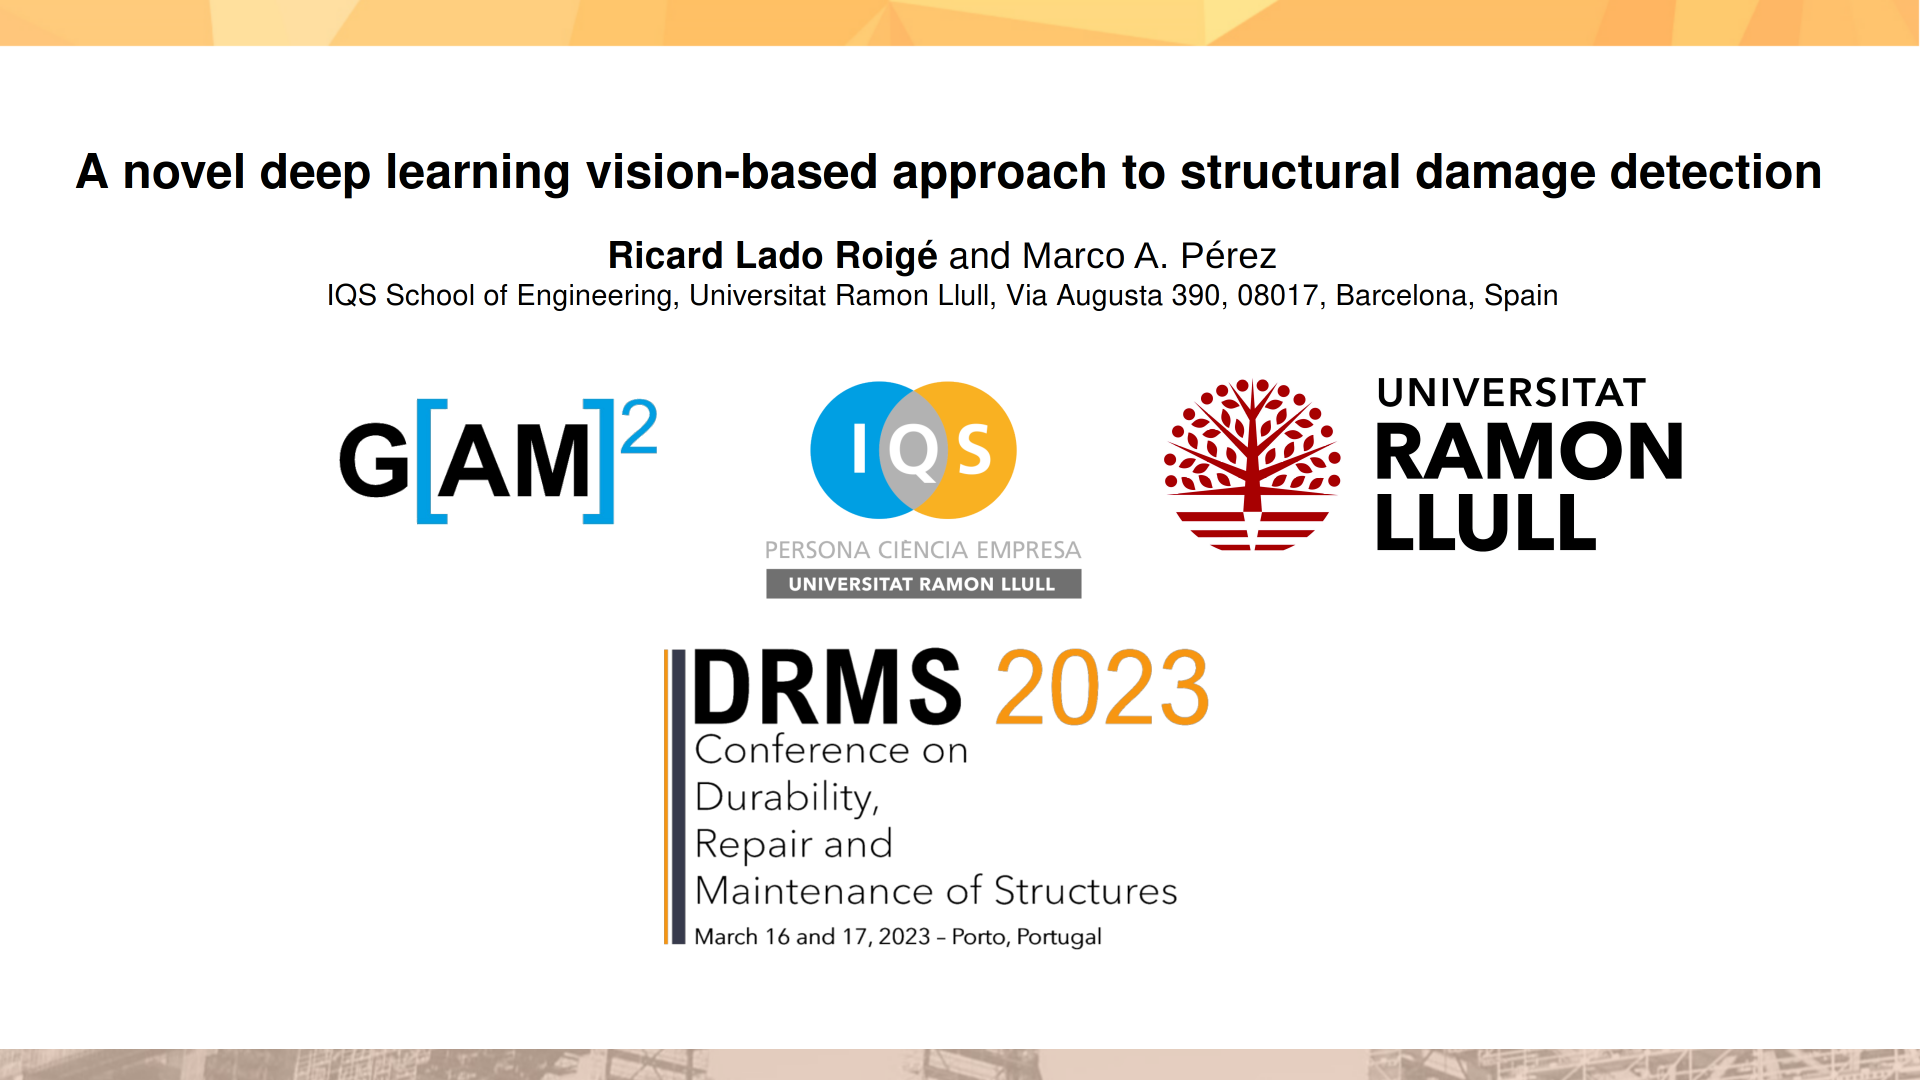 A novel deep learning vision-based approach to structural damage detection
Ricard Lado Roigé and Marco A. Pérez
IQS School of Engineering, Universitat Ramon Llull, Via Augusta 390, 08017, Barcelona, Spain
G[AM]²
IQS
PERSONA CIÈNCIA EMPRESA
UNIVERSITAT RAMON LLULL
UNIVERSITAT
RAMON
LLULL
DRMS 2023
Conference on
Durability,
Repair and
Maintenance of Structures
March 16 and 17, 2023 – Porto, Portugal